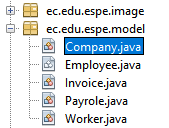 ec.edu.espe.image
ec.edu.espe.model
Company.java
Employee.java
Invoice.java
Payrole.java
Worker.java